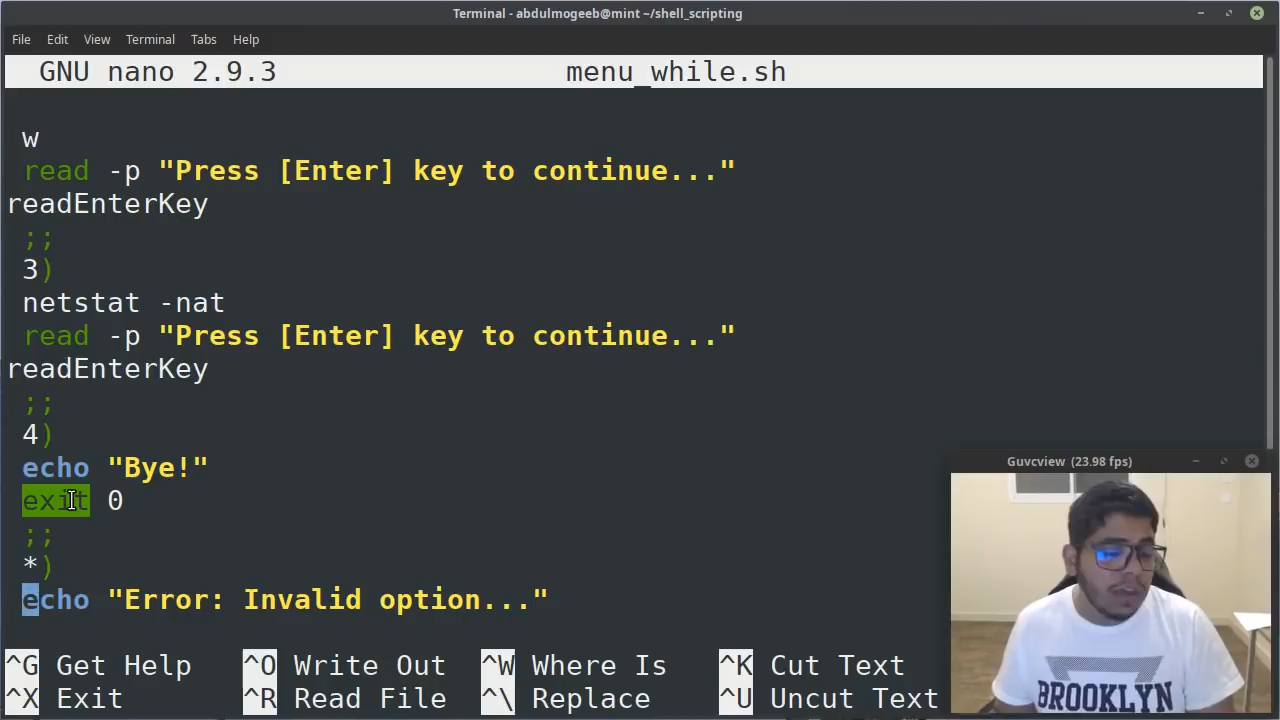 Terminal - abdulmogeeb@mint ~/shell_scripting
File Edit View Terminal Tabs Help
GNU nano 2.9.3 menu_while.sh
w
read -p "Press [Enter] key to continue..."
readEnterKey
;;
3)
netstat -nat
read -p "Press [Enter] key to continue..."
readEnterKey
;;
4)
echo "Bye!"
exit 0
;;
*)
echo "Error: Invalid option..."
^G Get Help ^O Write Out ^W Where Is ^K Cut Text
^X Exit ^R Read File ^\ Replace ^U Uncut Text
Guvcview (23.98 fps)
BROOKLYN